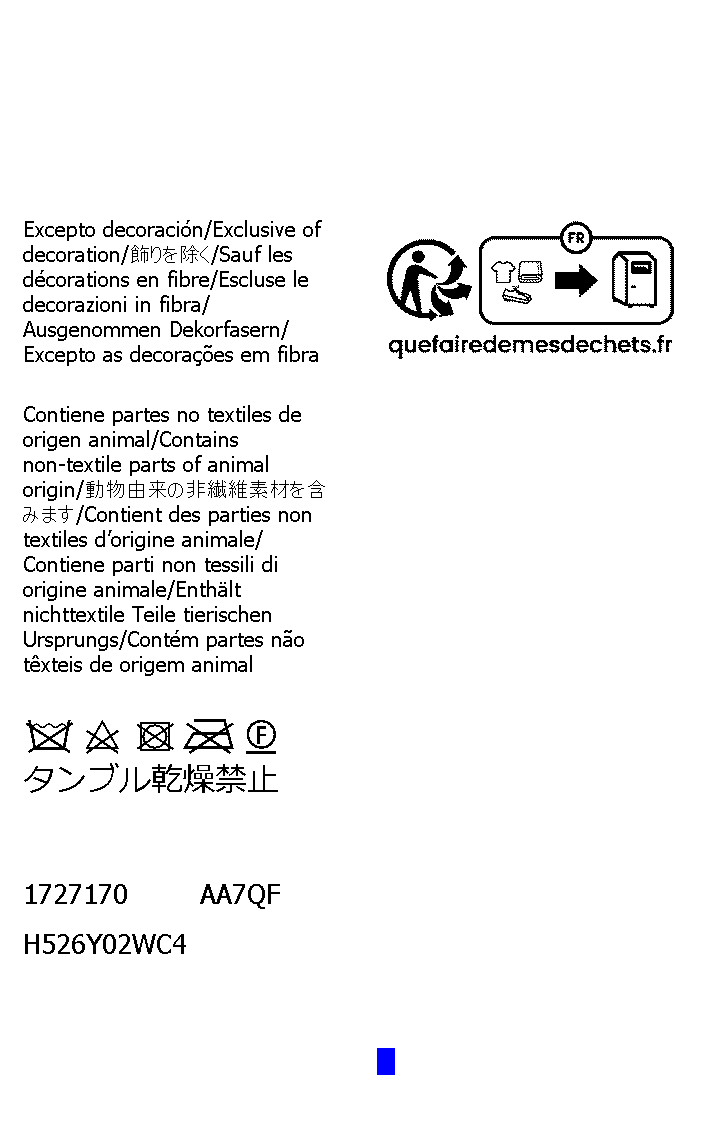 Excepto decoración/Exclusive of
decoration/飾りを除く/Sauf les
décorations en fibre/Escluse le
decorazioni in fibra/
Ausgenommen Dekorfasern/
Excepto as decorações em fibra
FR
quefairedemesdechets.fr
Contiene partes no textiles de
origen animal/Contains
non-textile parts of animal
origin/動物由来の非繊維素材を含
みます/Contient des parties non
textiles d’origine animale/
Contiene parti non tessili di
origine animale/Enthält
nichttextile Teile tierischen
Ursprungs/Contém partes não
têxteis de origem animal
F
タンブル乾燥禁止
1727170 AA7QF
H526Y02WC4